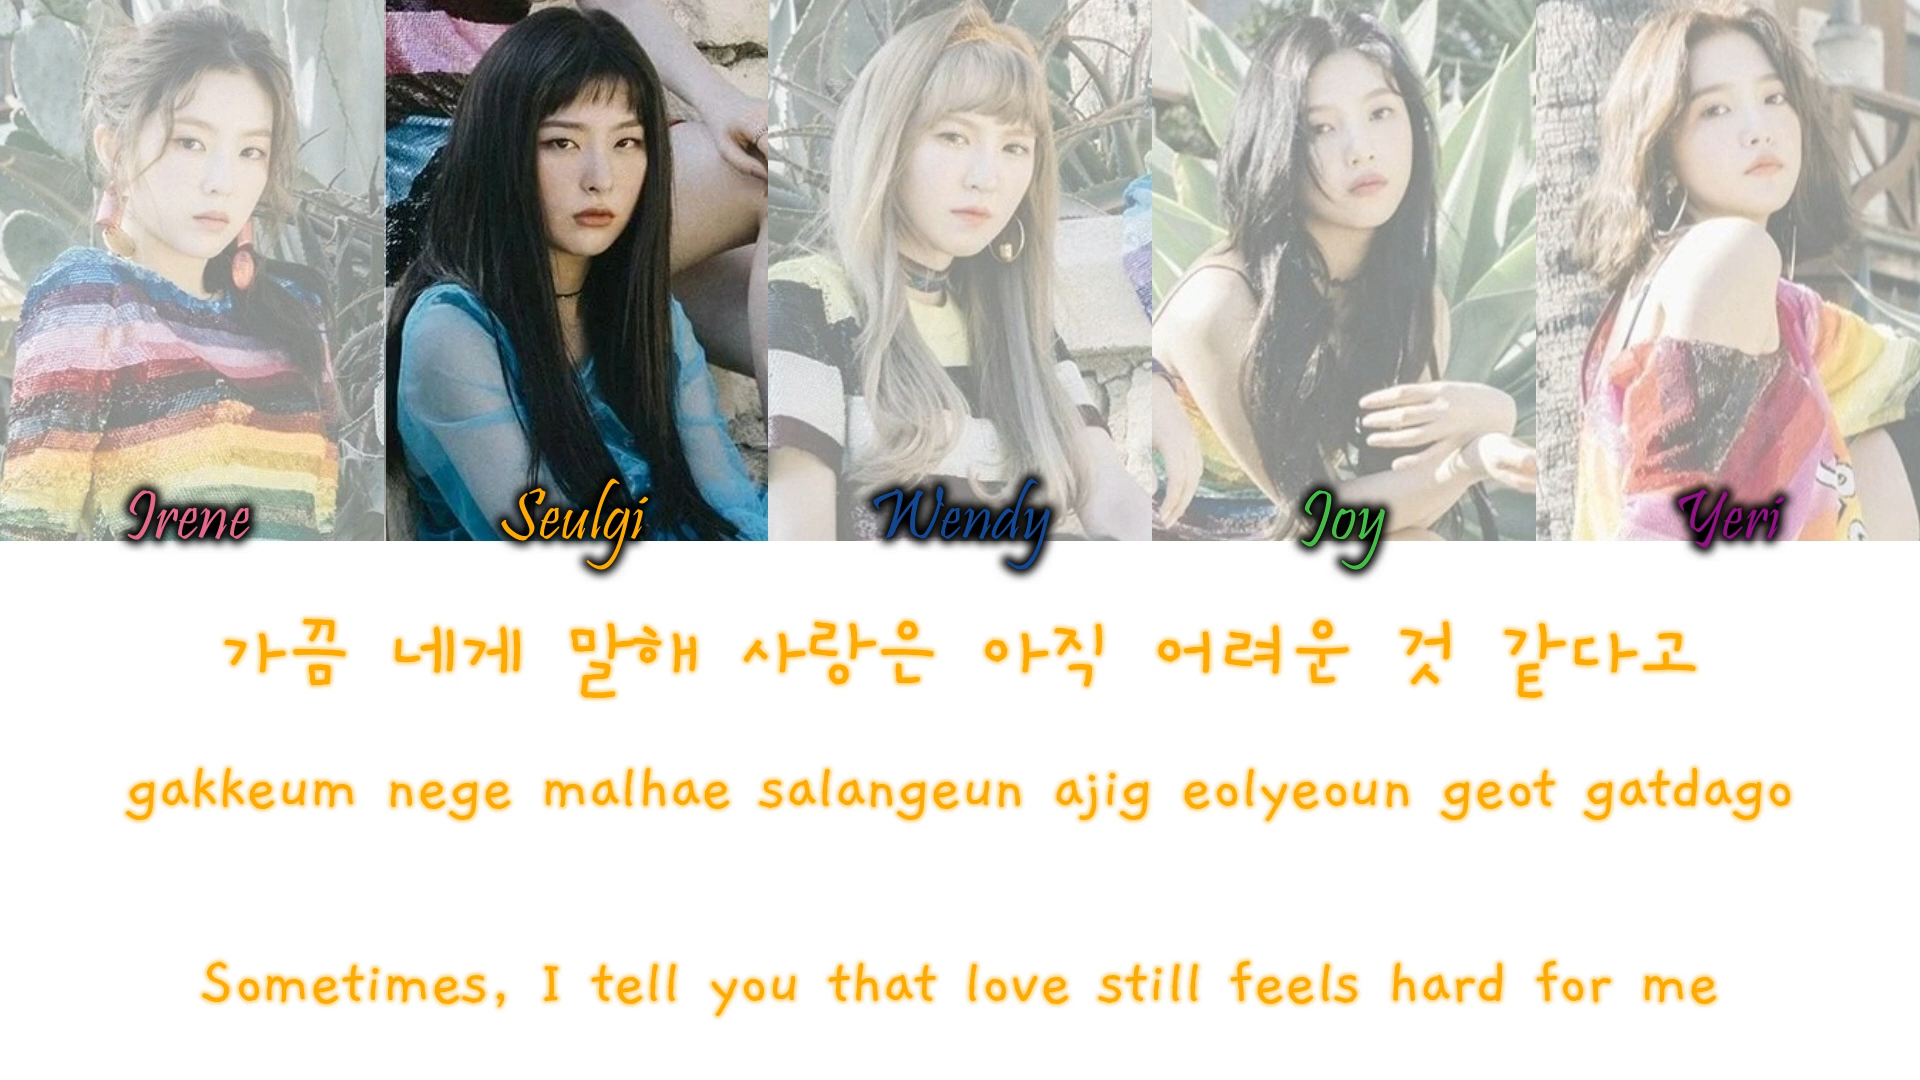 Irene Seulgi Wendy Joy Yeri
가끔 네게 말해 사랑은 아직 어려운 것 같다고
gakkeum nege malhae salangeun ajig eolyeoun geot gatdago
Sometimes, I tell you that love still feels hard for me